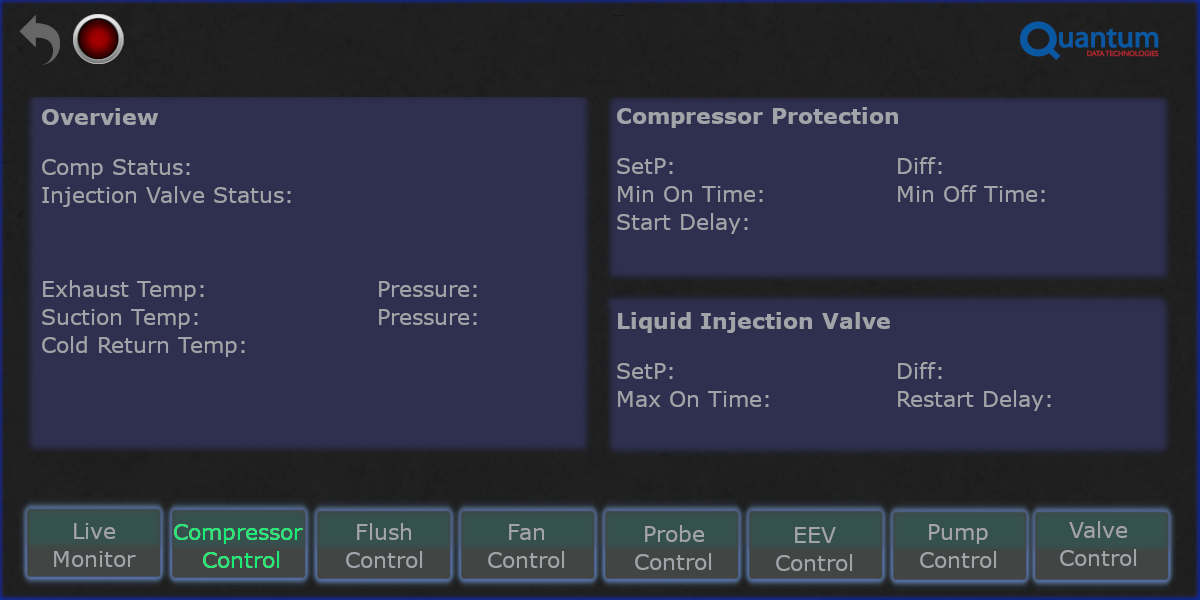 Quantum
DATA TECHNOLOGIES
Overview
Comp Status:
Injection Valve Status:
Exhaust Temp: Pressure:
Suction Temp: Pressure:
Cold Return Temp:
Compressor Protection
SetP: Diff:
Min On Time: Min Off Time:
Start Delay:
Liquid Injection Valve
SetP: Diff:
Max On Time: Restart Delay:
Live
Monitor
Compressor
Control
Flush
Control
Fan
Control
Probe
Control
EEV
Control
Pump
Control
Valve
Control